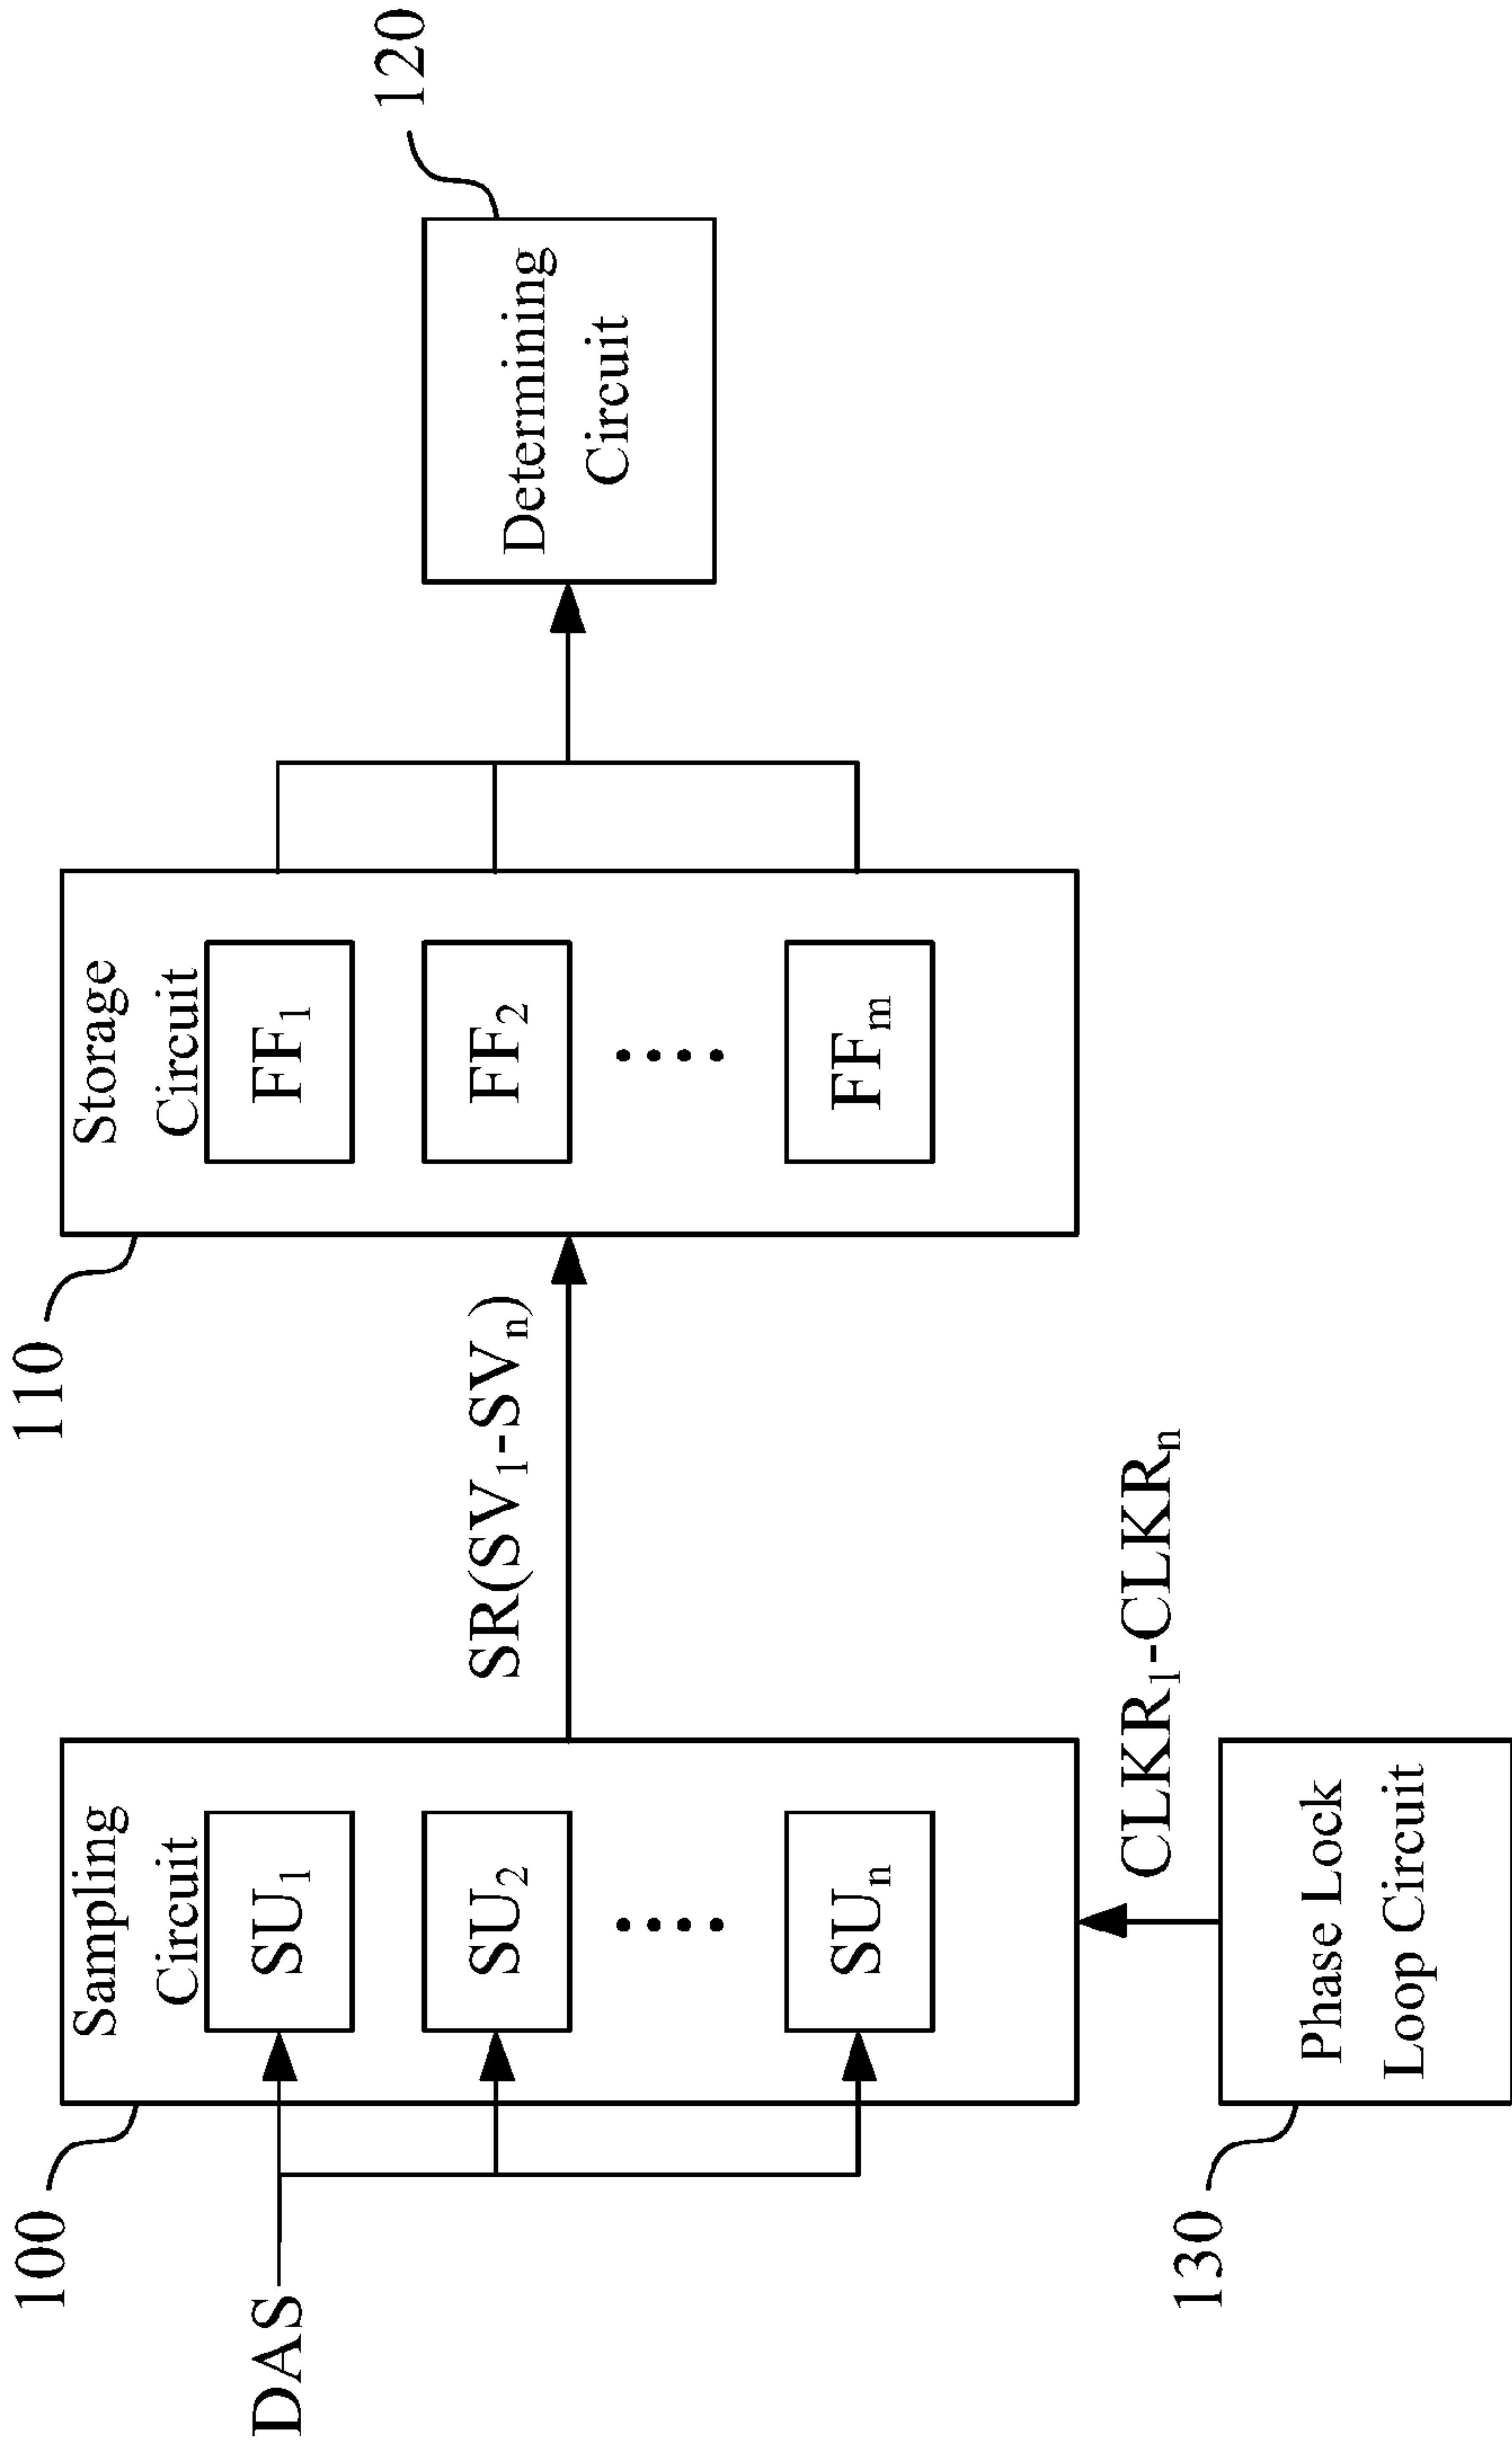 100
Sampling
Circuit
DAS
SU1
SU2
....
SUn
SR(SV1-SVn)
110
Storage
Circuit
FF1
FF2
....
FFm
120
Determining
Circuit
CLKR1-CLKRn
130
Phase Lock
Loop Circuit